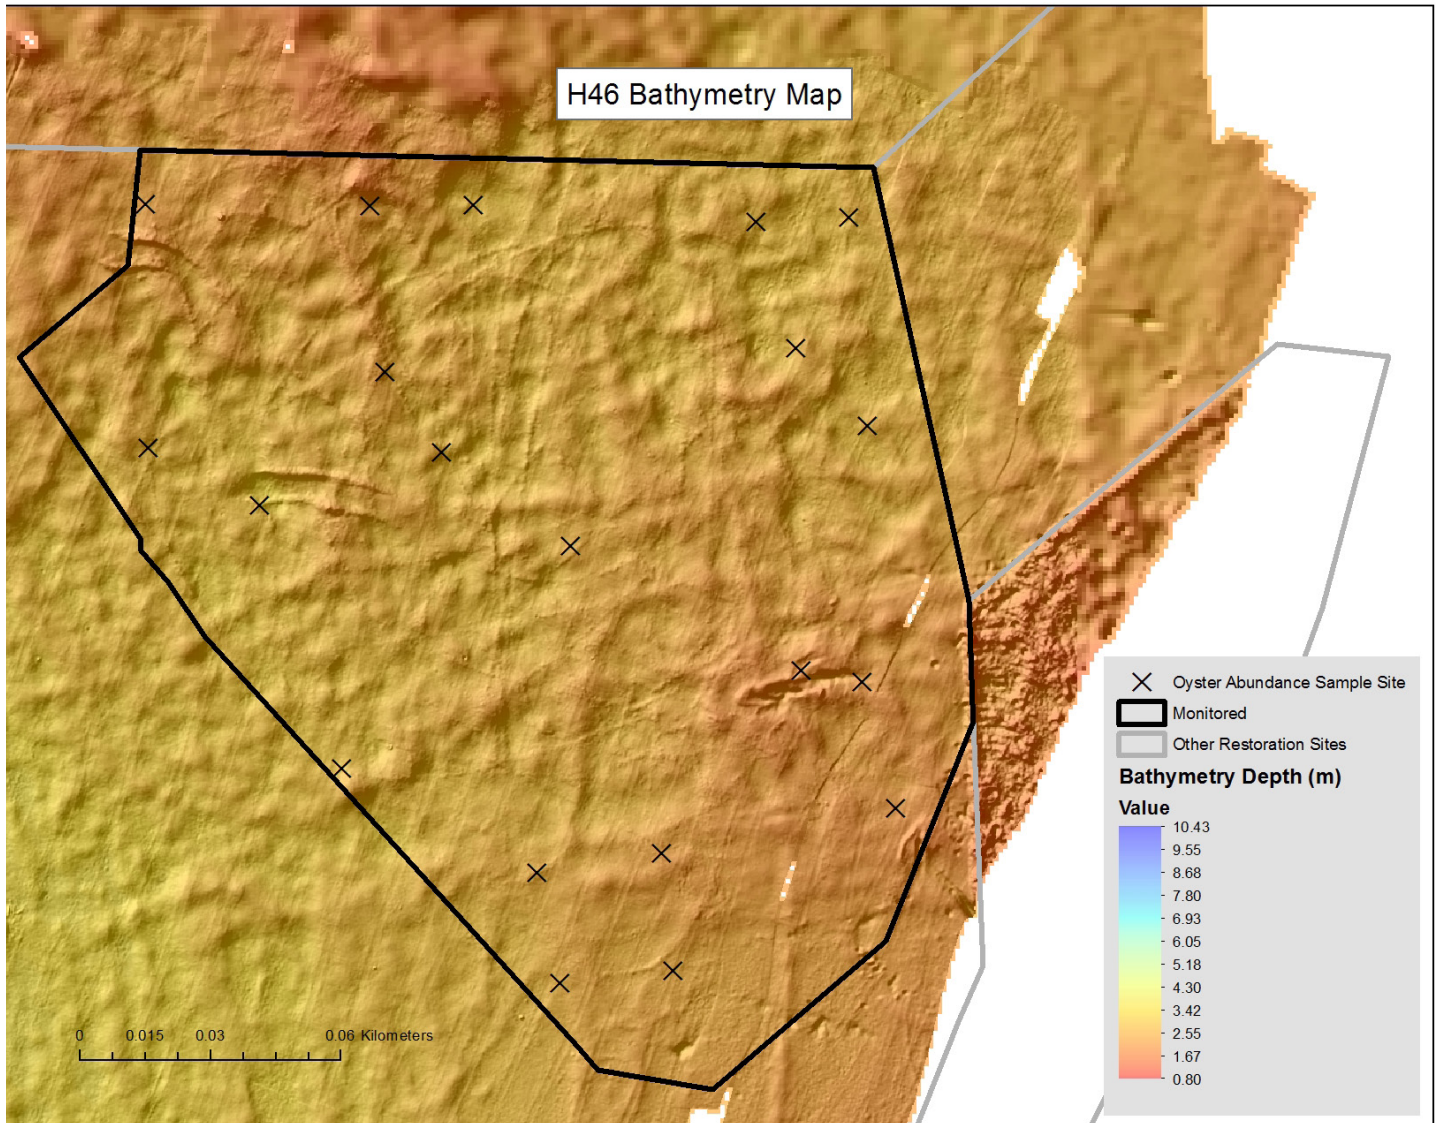 H46 Bathymetry Map
Oyster Abundance Sample Site
Monitored
Other Restoration Sites
Bathymetry Depth (m)
Value
10.43
9.55
8.68
7.80
6.93
6.05
5.18
4.30
3.42
2.55
1.67
0.80
0 0.015 0.03 0.06 Kilometers